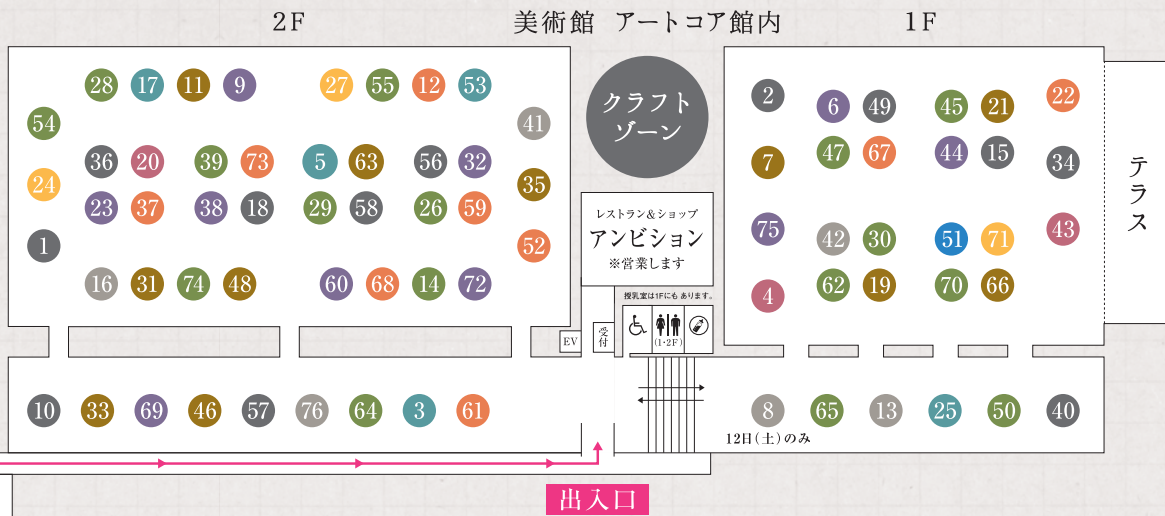 2F 美術館 アートコア館内 1F
28 17 11 9 27 55 12 53
54 41
36 20 39 73 5 63 56 32
24 35
23 37 38 18 29 58 26 59
1 52
16 31 74 48 60 68 14 72
10 33 69 46 57 76 64 3 61
クラフト
ゾーン
レストラン&ショップ
アンビション
※営業します
授乳室は1Fにも あります。
EV 受付 (1・2F)
2 6 49 45 21 22
7 47 67 44 15 34
75 42 30 51 71 43
4 62 19 70 66
テラス
8 65 13 25 50 40
12日(土)のみ
出入口